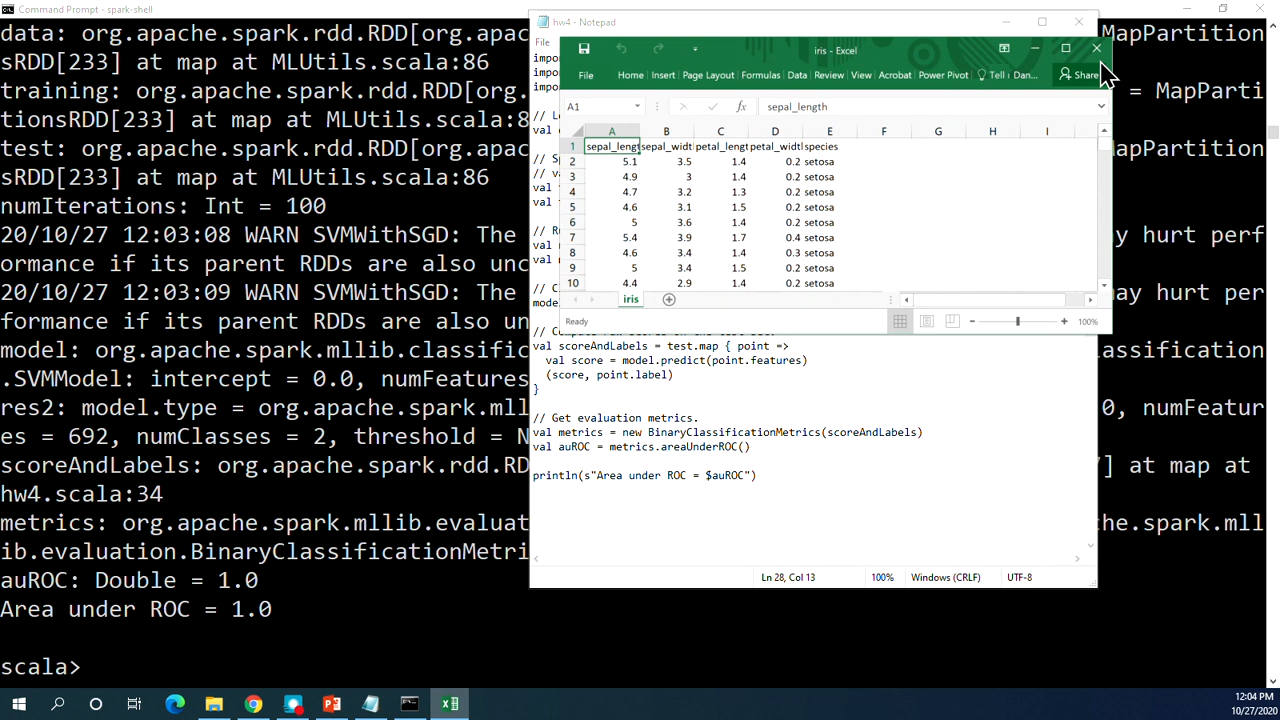 Command Prompt - spark-shell
data: org.apache.spark.rdd.RDD[org.apac
MapPartition
sRDD[233] at map at MLUtils.scala:86
training: org.apache.spark.rdd.RDD[org.
= MapParti
tionsRDD[233] at map at MLUtils.scala:8
test: org.apache.spark.rdd.RDD[org.apac
MapPartition
sRDD[233] at map at MLUtils.scala:86
numIterations: Int = 100
20/10/27 12:03:08 WARN SVMWithSGD: The
ay hurt perf
ormance if its parent RDDs are also unc
20/10/27 12:03:09 WARN SVMWithSGD: The
may hurt per
formance if its parent RDDs are also un
model: org.apache.spark.mllib.classific
assification
.SVMModel: intercept = 0.0, numFeatures
res2: model.type = org.apache.spark.mll
0, numFeatur
es = 692, numClasses = 2, threshold = N
scoreAndLabels: org.apache.spark.rdd.RD
] at map at
hw4.scala:34
metrics: org.apache.spark.mllib.evaluat
che.spark.mll
ib.evaluation.BinaryClassificationMetri
auROC: Double = 1.0
Area under ROC = 1.0
scala>
hw4 - Notepad
File
impor
impor
impor
// L
val
// S
// v
val t
val t
// R
val n
val m
// C
mode
val scoreAndLabels = test.map { point =>
val score = model.predict(point.features)
(score, point.label)
}
// Get evaluation metrics.
val metrics = new BinaryClassificationMetrics(scoreAndLabels)
val auROC = metrics.areaUnderROC()
println(s"Area under ROC = $auROC")
Ln 28, Col 13 100% Windows (CRLF) UTF-8
iris - Excel
File Home Insert Page Layout Formulas Data Review View Acrobat Power Pivot Tell Dan... Share
A1 fx sepal_length
A B C D E F G H I
1 sepal_lengt sepal_widt petal_lengt petal_widt species
2 5.1 3.5 1.4 0.2 setosa
3 4.9 3 1.4 0.2 setosa
4 4.7 3.2 1.3 0.2 setosa
5 4.6 3.1 1.5 0.2 setosa
6 5 3.6 1.4 0.2 setosa
7 5.4 3.9 1.7 0.4 setosa
8 4.6 3.4 1.4 0.3 setosa
9 5 3.4 1.5 0.2 setosa
10 4.4 2.9 1.4 0.2 setosa
iris
Ready 100%
12:04 PM
10/27/2020